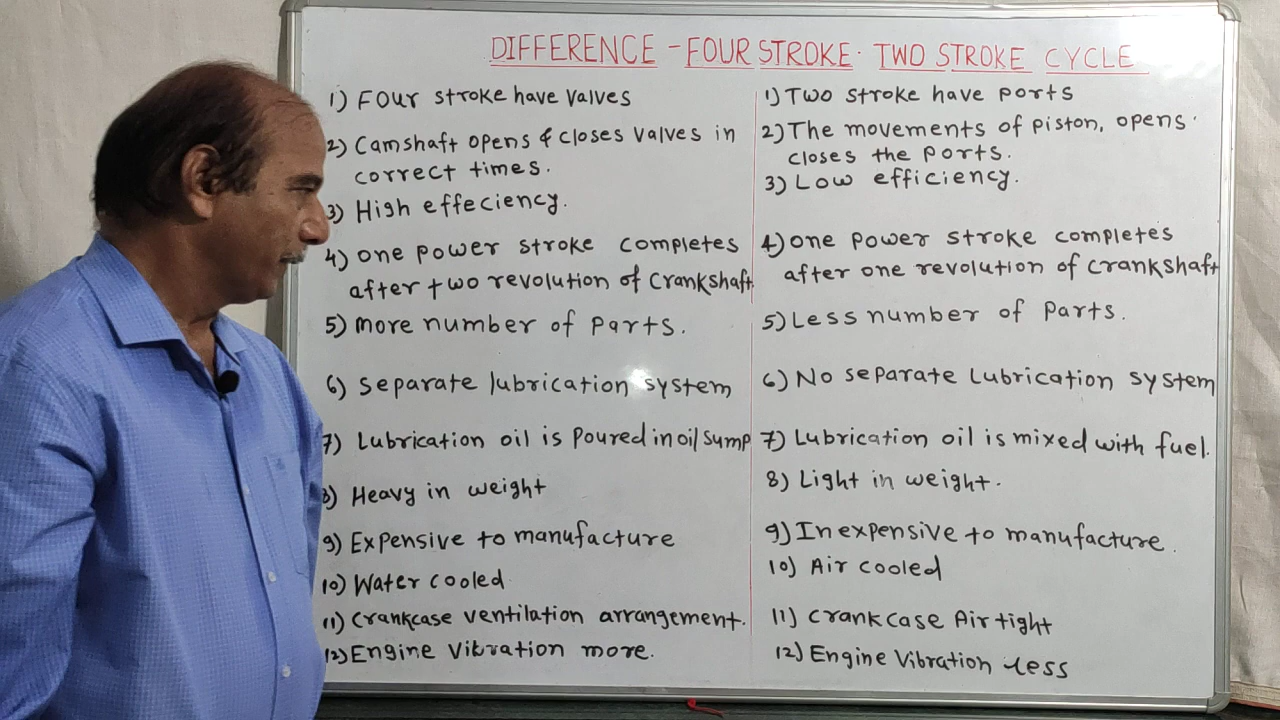 DIFFERENCE - FOUR STROKE. TWO STROKE CYCLE
1) Four stroke have valves
2) Camshaft opens & closes valves in
correct times.
3) High effeciency.
4) one power stroke completes
after two revolution of crankshaft
5) more number of parts.
6) separate lubrication system
7) Lubrication oil is poured in oil sump
8) Heavy in weight
9) Expensive to manufacture
10) Water cooled
11) crankcase ventilation arrangement.
12) Engine Vibration more.
1) Two stroke have ports
2) The movements of piston, opens
closes the ports.
3) Low efficiency.
4) one power stroke completes
after one revolution of crankshaft
5) Less number of parts.
6) No separate Lubrication system
7) Lubrication oil is mixed with fuel.
8) Light in weight.
9) Inexpensive to manufacture.
10) Air cooled
11) crankcase Air tight
12) Engine Vibration less